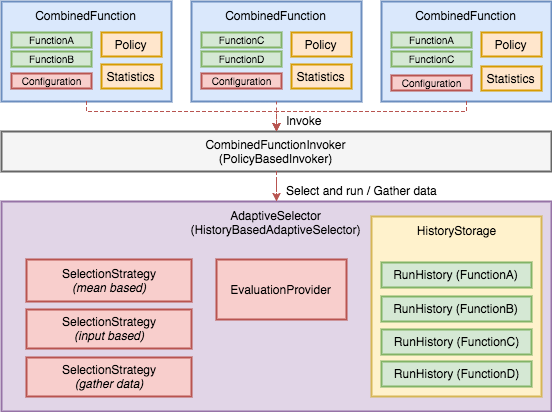 CombinedFunction
FunctionA
FunctionB
Configuration
Policy
Statistics
CombinedFunction
FunctionC
FunctionD
Configuration
Policy
Statistics
CombinedFunction
FunctionA
FunctionC
Configuration
Policy
Statistics
Invoke
CombinedFunctionInvoker
(PolicyBasedInvoker)
Select and run / Gather data
AdaptiveSelector
(HistoryBasedAdaptiveSelector)
SelectionStrategy
(mean based)
SelectionStrategy
(input based)
SelectionStrategy
(gather data)
EvaluationProvider
HistoryStorage
RunHistory (FunctionA)
RunHistory (FunctionB)
RunHistory (FunctionC)
RunHistory (FunctionD)